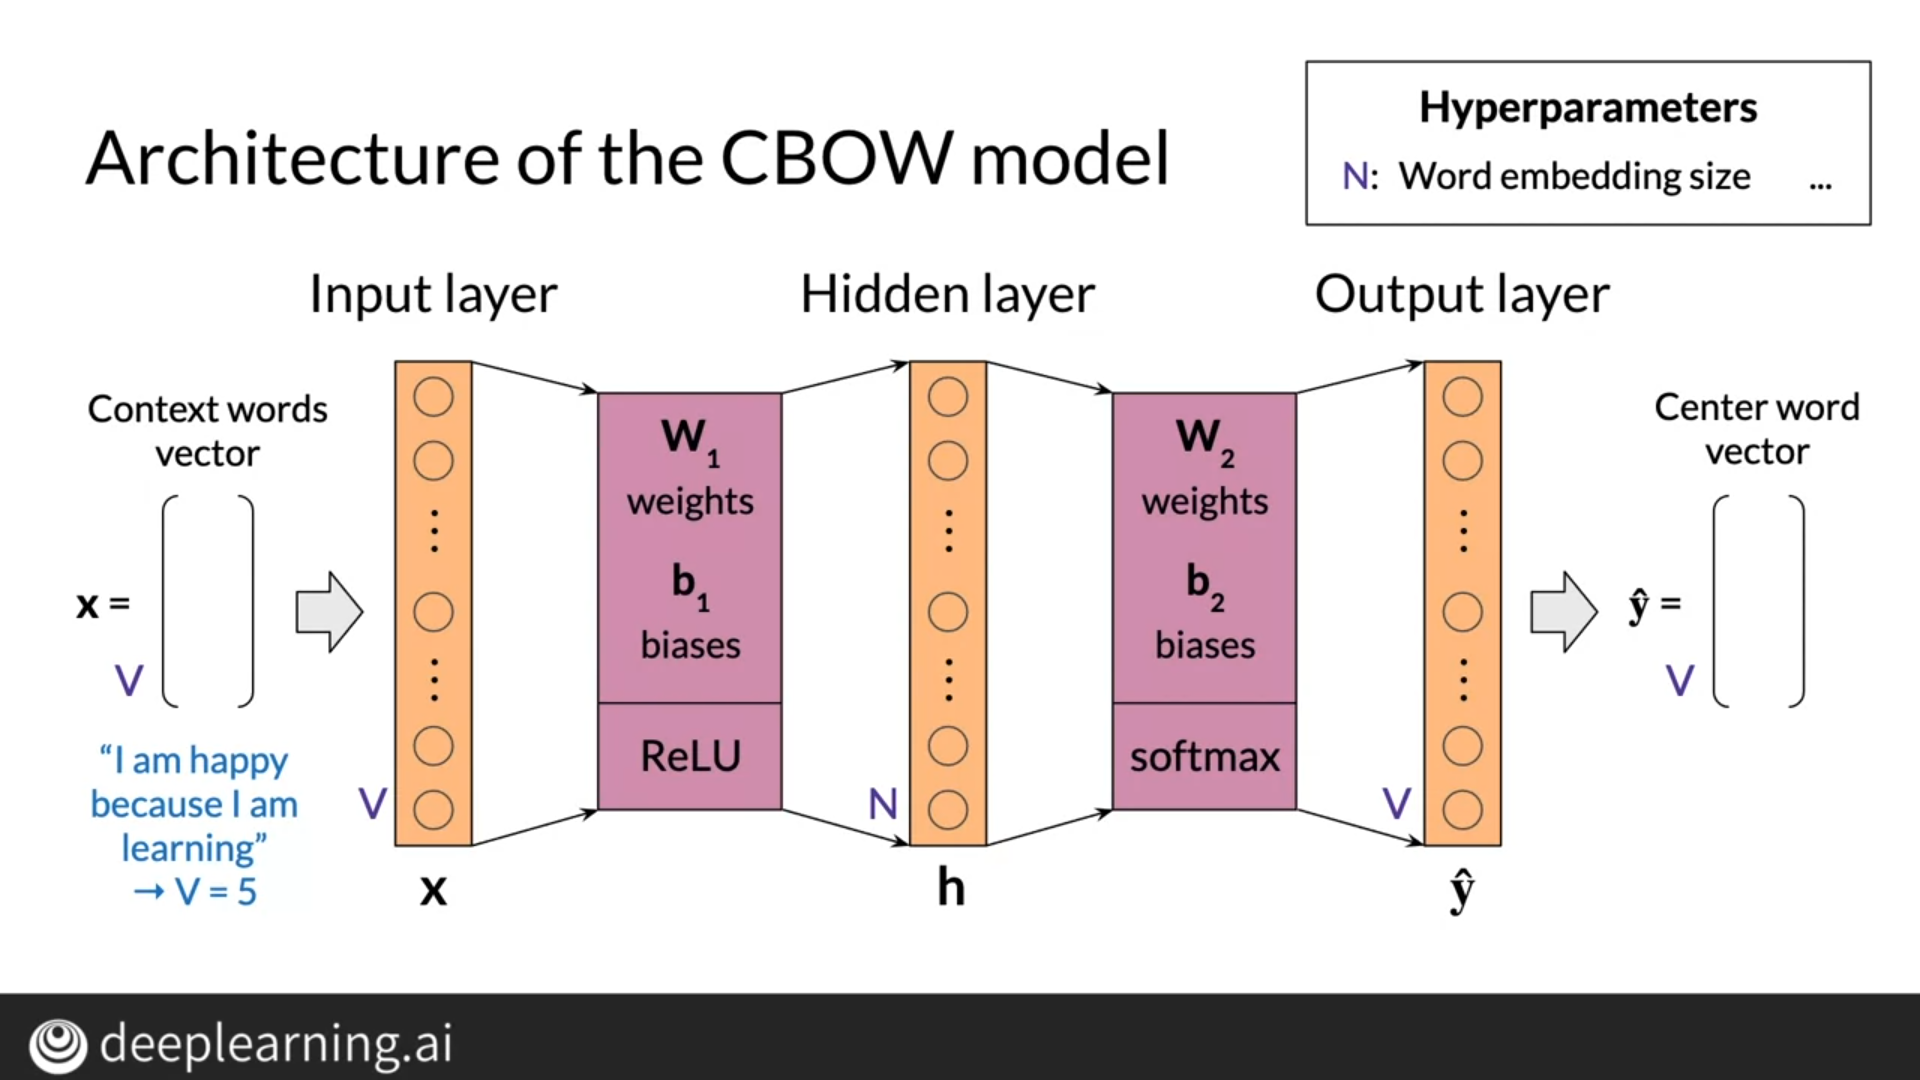 Architecture of the CBOW model
Hyperparameters
N: Word embedding size ...
Input layer
Hidden layer
Output layer
Context words
vector
x =
V
“I am happy
because I am
learning”
→ V = 5
V
x
W1
weights
b1
biases
ReLU
N
h
W2
weights
b2
biases
softmax
V
ŷ
Center word
vector
ŷ =
V
deeplearning.ai